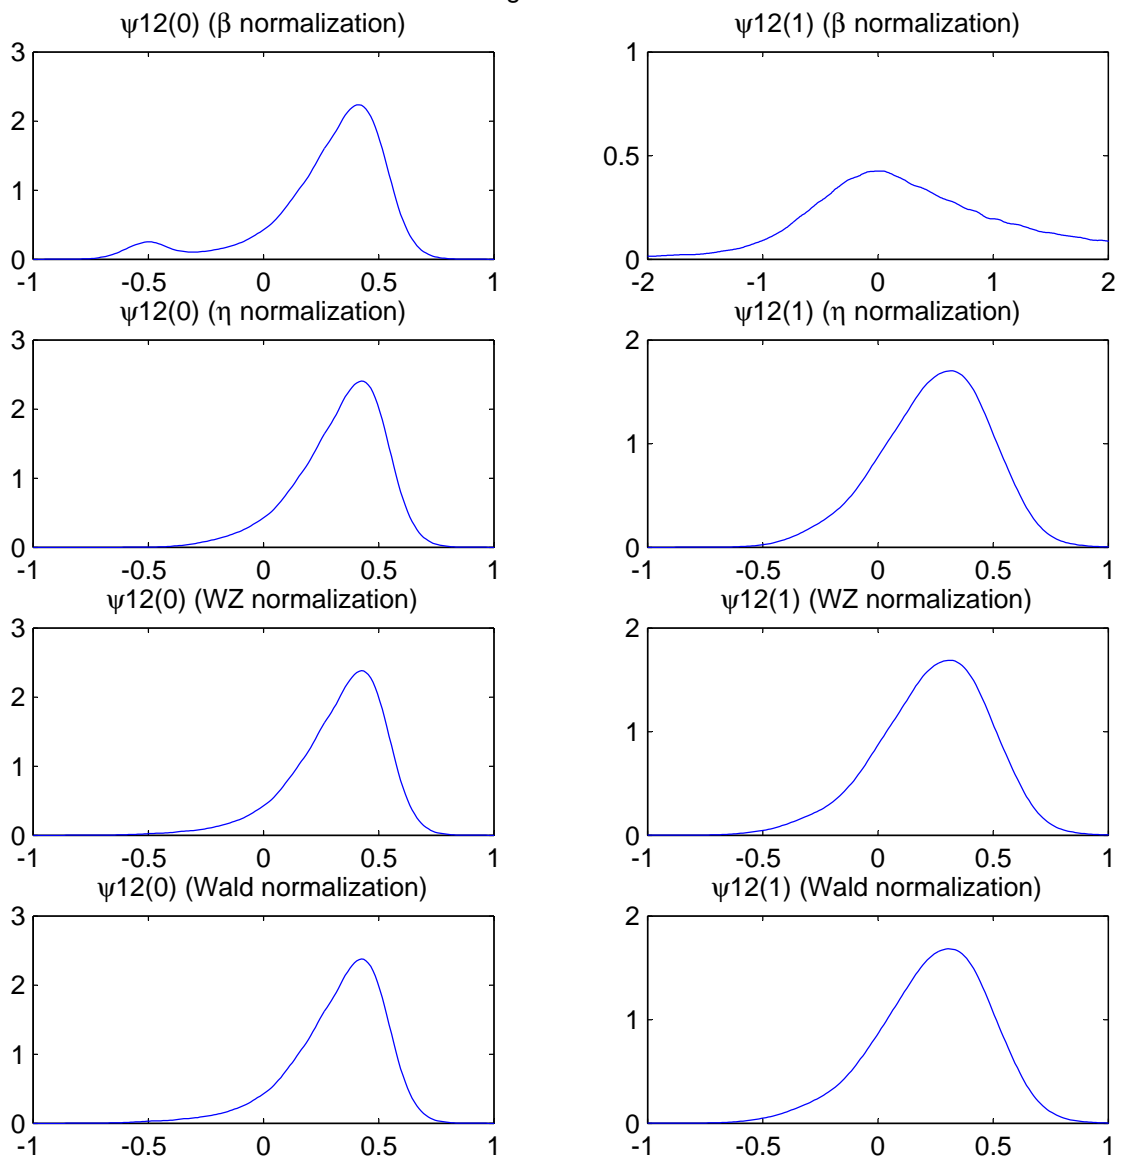 ψ12(0) (β normalization)
ψ12(1) (β normalization)
3
2
1
0
-1 -0.5 0 0.5 1
1
0.5
0
-2 -1 0 1 2
ψ12(0) (η normalization)
ψ12(1) (η normalization)
3
2
1
0
-1 -0.5 0 0.5 1
2
1
0
-1 -0.5 0 0.5 1
ψ12(0) (WZ normalization)
ψ12(1) (WZ normalization)
3
2
1
0
-1 -0.5 0 0.5 1
2
1
0
-1 -0.5 0 0.5 1
ψ12(0) (Wald normalization)
ψ12(1) (Wald normalization)
3
2
1
0
-1 -0.5 0 0.5 1
2
1
0
-1 -0.5 0 0.5 1